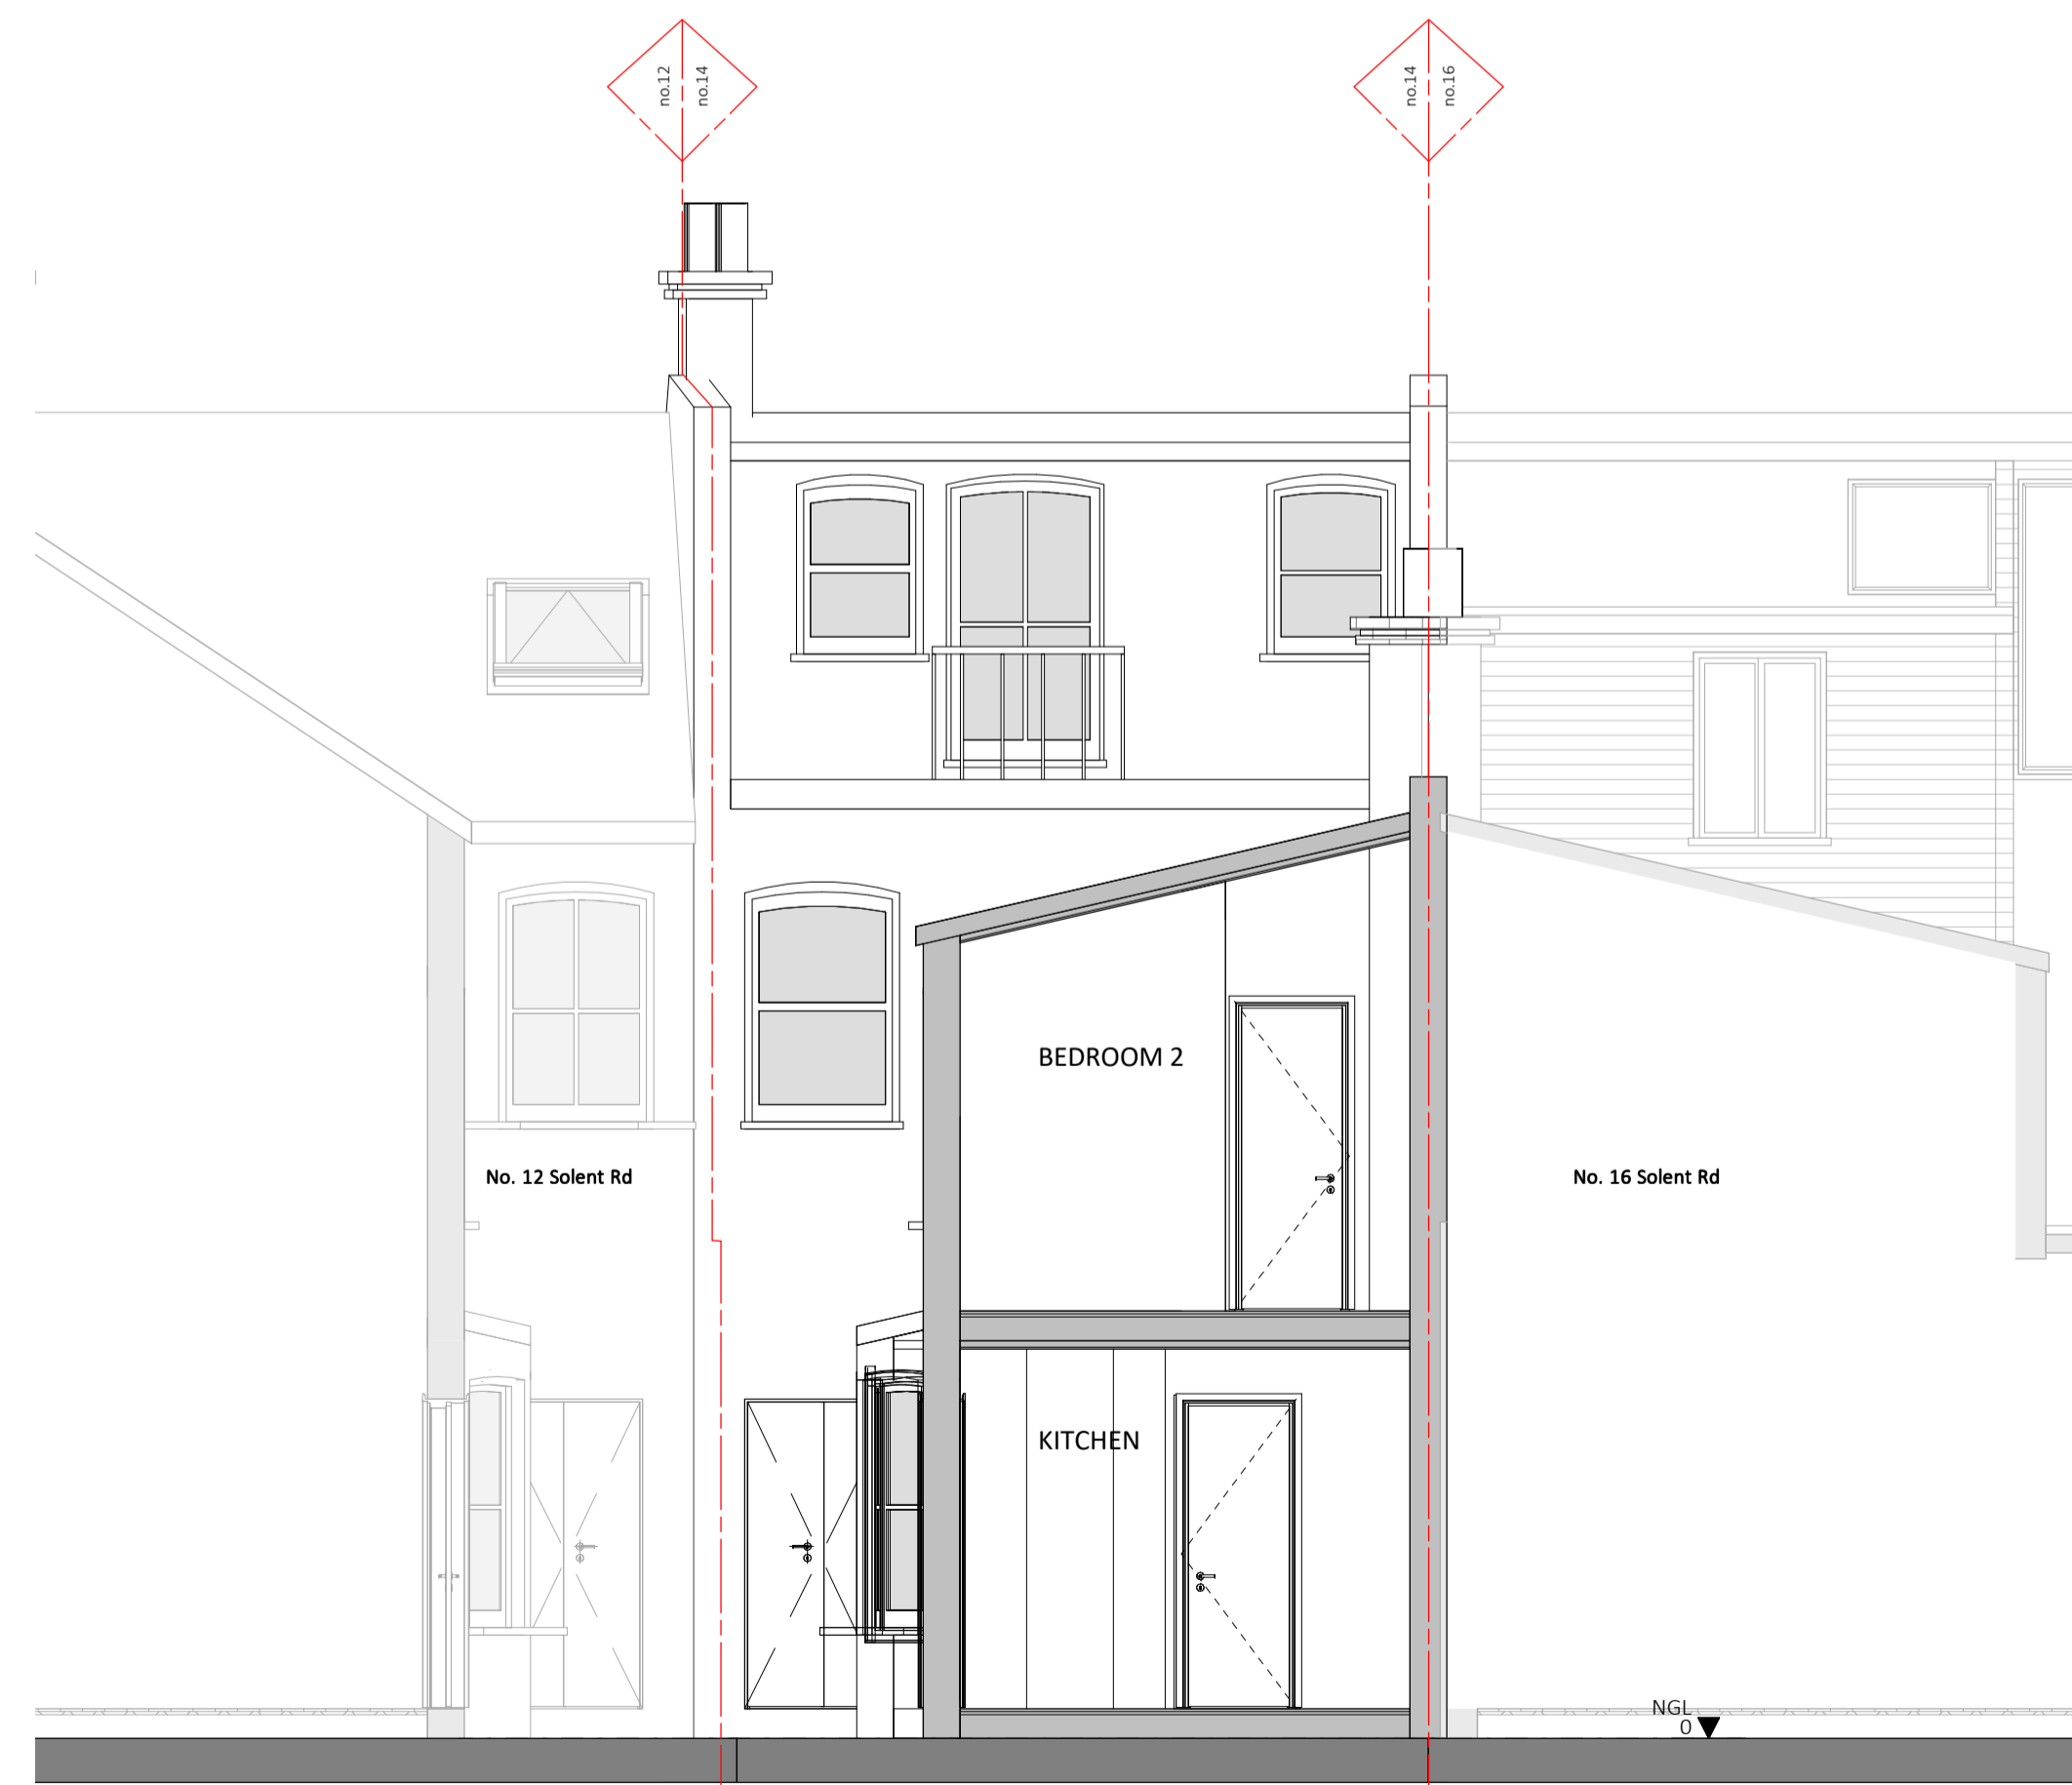 no.12
no.14
no.14
no.16
BEDROOM 2
No. 12 Solent Rd
No. 16 Solent Rd
KITCHEN
NGL
0